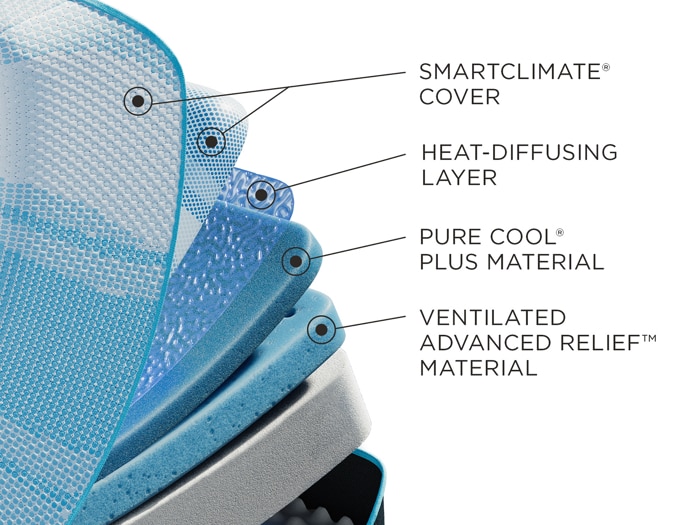 SMARTCLIMATE®
COVER
HEAT-DIFFUSING
LAYER
PURE COOL®
PLUS MATERIAL
VENTILATED
ADVANCED RELIEF™
MATERIAL